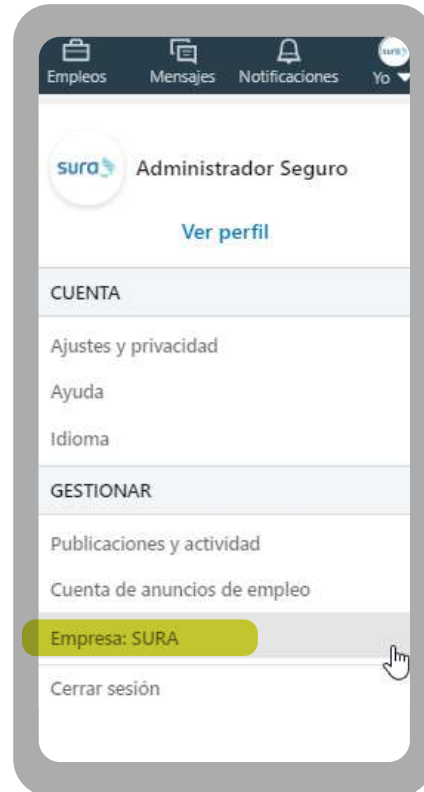 Empleos Mensajes Notificaciones Yo
sura Administrador Seguro
Ver perfil
CUENTA
Ajustes y privacidad
Ayuda
Idioma
GESTIONAR
Publicaciones y actividad
Cuenta de anuncios de empleo
Empresa: SURA
Cerrar sesión